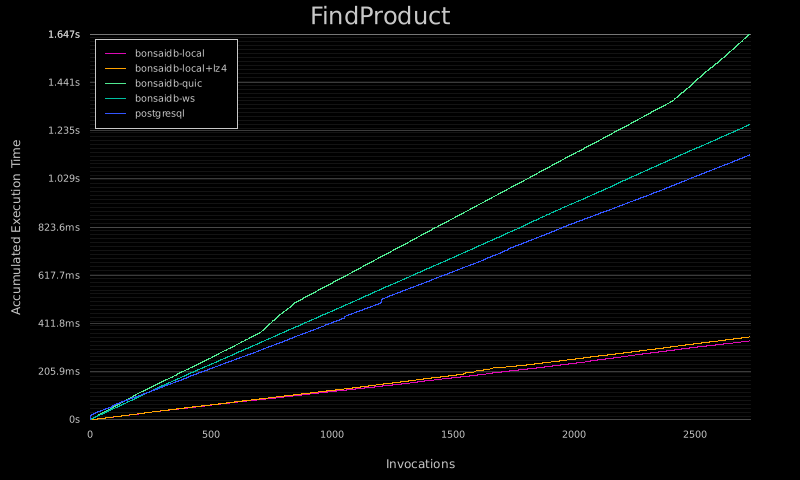 FindProduct
1.647s
1.441s
1.235s
1.029s
823.6ms
617.7ms
411.8ms
205.9ms
0s
bonsaidb-local
bonsaidb-local+lz4
bonsaidb-quic
bonsaidb-ws
postgresql
Accumulated Execution Time
0 500 1000 1500 2000 2500
Invocations